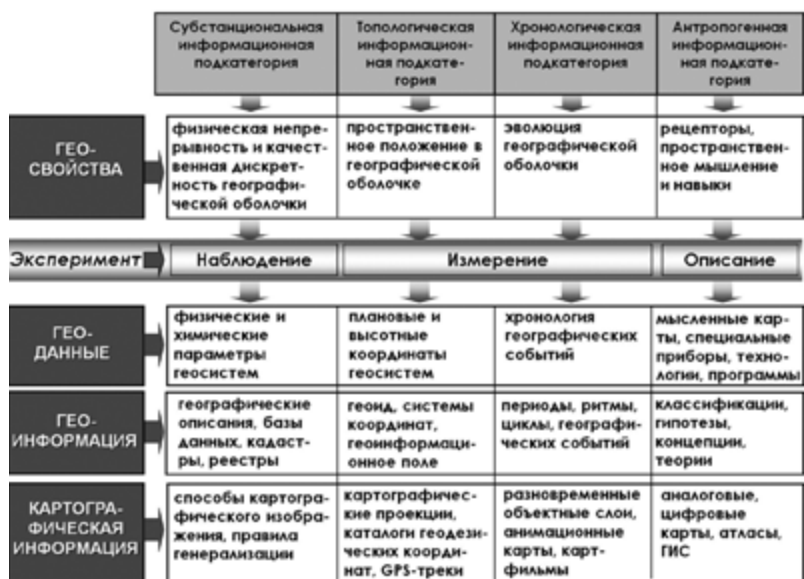 Субстанциональная
информационная
подкатегория
Топологическая
информацион-
ная подкате-
гория
Хронологическая
информационная
подкатегория
Антропогенная
информацион-
ная подкате-
гория
ГЕО-
СВОЙСТВА
физическая непре-
рывность и качест-
венная дискрет-
ность географи-
ческой оболочки
пространствен-
ное положение в
географической
оболочке
эволюция
географической
оболочки
рецепторы,
пространствен-
ное мышление
и навыки
Эксперимент
Наблюдение
Измерение
Описание
ГЕО-
ДАННЫЕ
физические и
химические
параметры
геосистем
плановые и
высотные
координаты
геосистем
хронология
географических
событий
мысленные кар-
ты, специальные
приборы, техно-
логии, программы
ГЕО-
ИНФОРМАЦИЯ
географические
описания, базы
данных, кадаст-
ры, реестры
геоид, системы
координат,
геоинформаци-
онное поле
периоды, ритмы,
циклы, географи-
ческих событий
классификации,
гипотезы,
концепции,
теории
КАРТОГРА-
ФИЧЕСКАЯ
ИНФОРМАЦИЯ
способы картогра-
фического изобра-
жения, правила
генерализации
картографичес-
кие проекции,
каталоги геодези-
ческих коорди-
нат, GPS-треки
разновременные
объектные слои,
анимационные
карты, карт-
фильмы
аналоговые,
цифровые
карты, атласы,
ГИС